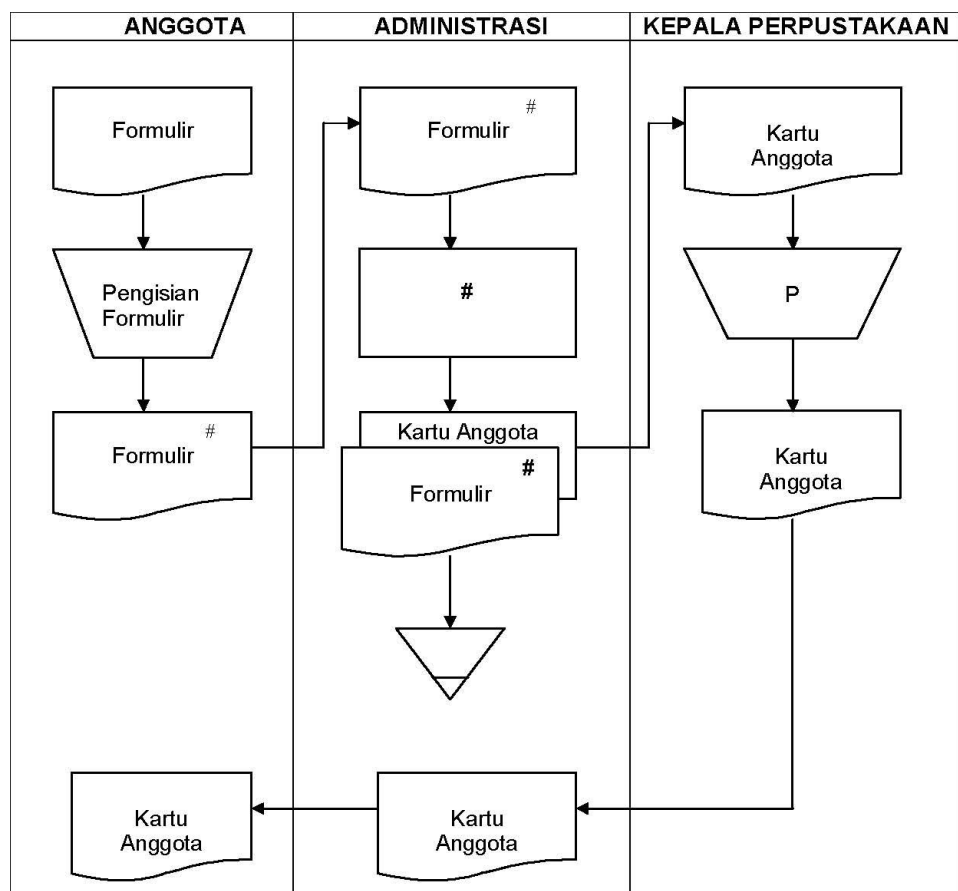 ANGGOTA
ADMINISTRASI
KEPALA PERPUSTAKAAN
Formulir
#
Formulir
Kartu
Anggota
Pengisian
Formulir
#
P
#
Formulir
Kartu Anggota
#
Formulir
Kartu
Anggota
Kartu
Anggota
Kartu
Anggota